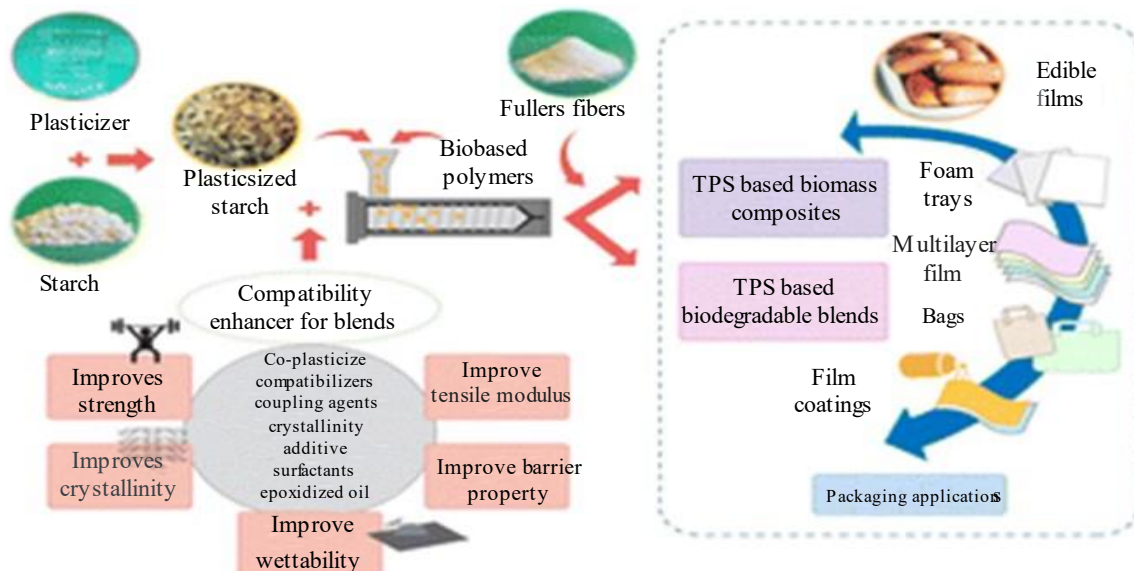 Plasticizer
Starch
Plasticsized
starch
Fullers fibers
Biobased
polymers
Compatibility
enhancer for blends
Co-plasticize
compatibilizers
coupling agents
crystallinity
additive
surfactants
epoxidized oil
Improves
strength
Improves
crystallinity
Improve
tensile modulus
Improve barrier
property
Improve
wettability
TPS based biomass
composites
TPS based
biodegradable blends
Edible
films
Foam
trays
Multilayer
film
Bags
Film
coatings
Packaging applications